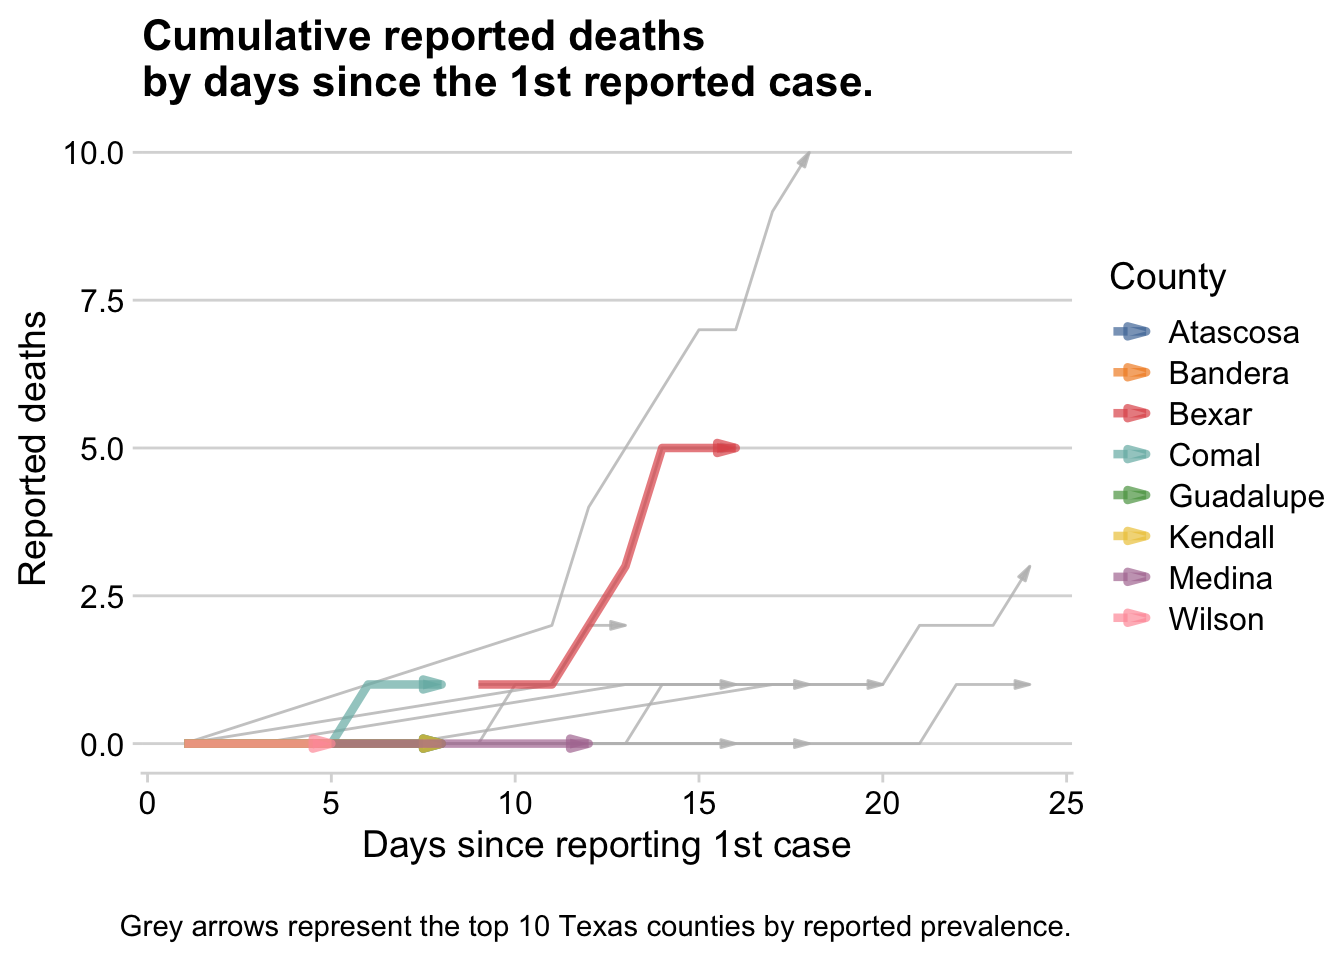 Cumulative reported deaths
by days since the 1st reported case.
10.0
7.5
5.0
2.5
0.0
Reported deaths
0 5 10 15 20 25
Days since reporting 1st case
County
Atascosa
Bandera
Bexar
Comal
Guadalupe
Kendall
Medina
Wilson
Grey arrows represent the top 10 Texas counties by reported prevalence.